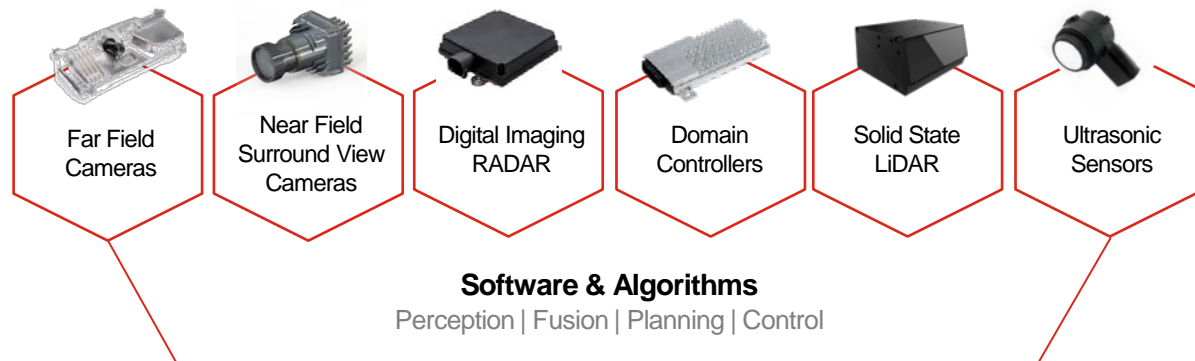 Far Field
Cameras
Near Field
Surround View
Cameras
Digital Imaging
RADAR
Domain
Controllers
Solid State
LiDAR
Ultrasonic
Sensors
Software & Algorithms
Perception | Fusion | Planning | Control